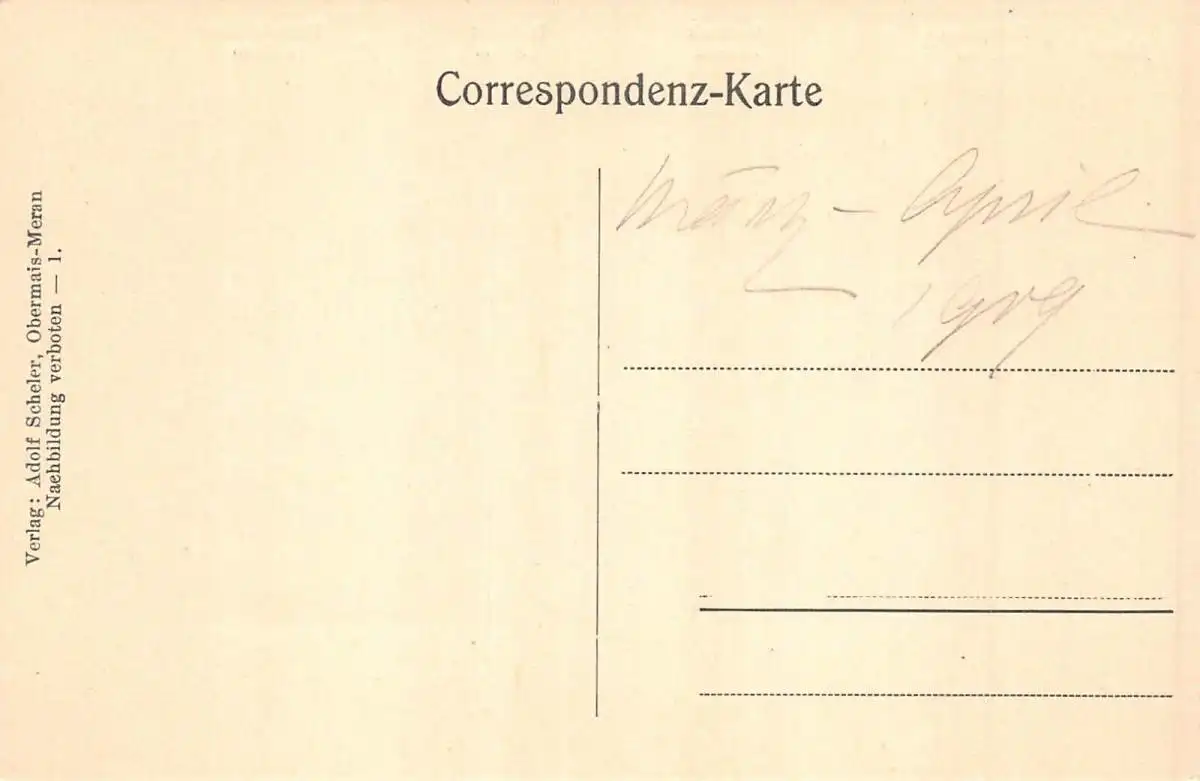 Correspondenz-Karte
März – April
1909
Verlag: Adolf Scheler, Obermais-Meran
Nachbildung verboten — 1.